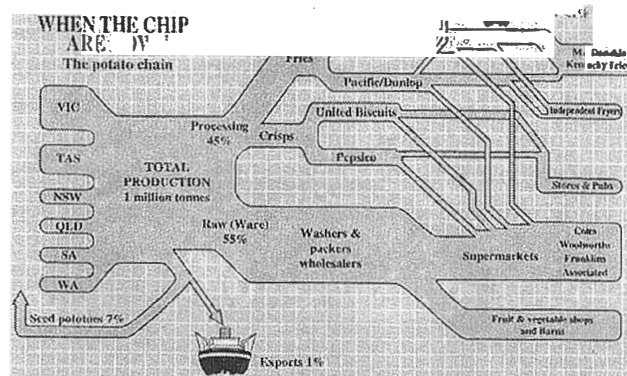 WHEN THE CHIP
ARE
The potato chain
Fries
Pacific/Dunlop
Independent Fryers
VIC
United Biscuits
Processing
45%
Crisps
TAS
Pepsico
TOTAL
PRODUCTION
1 million tonnes
Stores & Pubs
NSW
QLD
Raw (Ware)
55%
Washers &
packers
wholesalers
Supermarkets
Coles
Woolworths
Franklins
Associated
SA
WA
Seed potatoes 7%
Fruit & vegetable shops
and Barns
Exports 1%